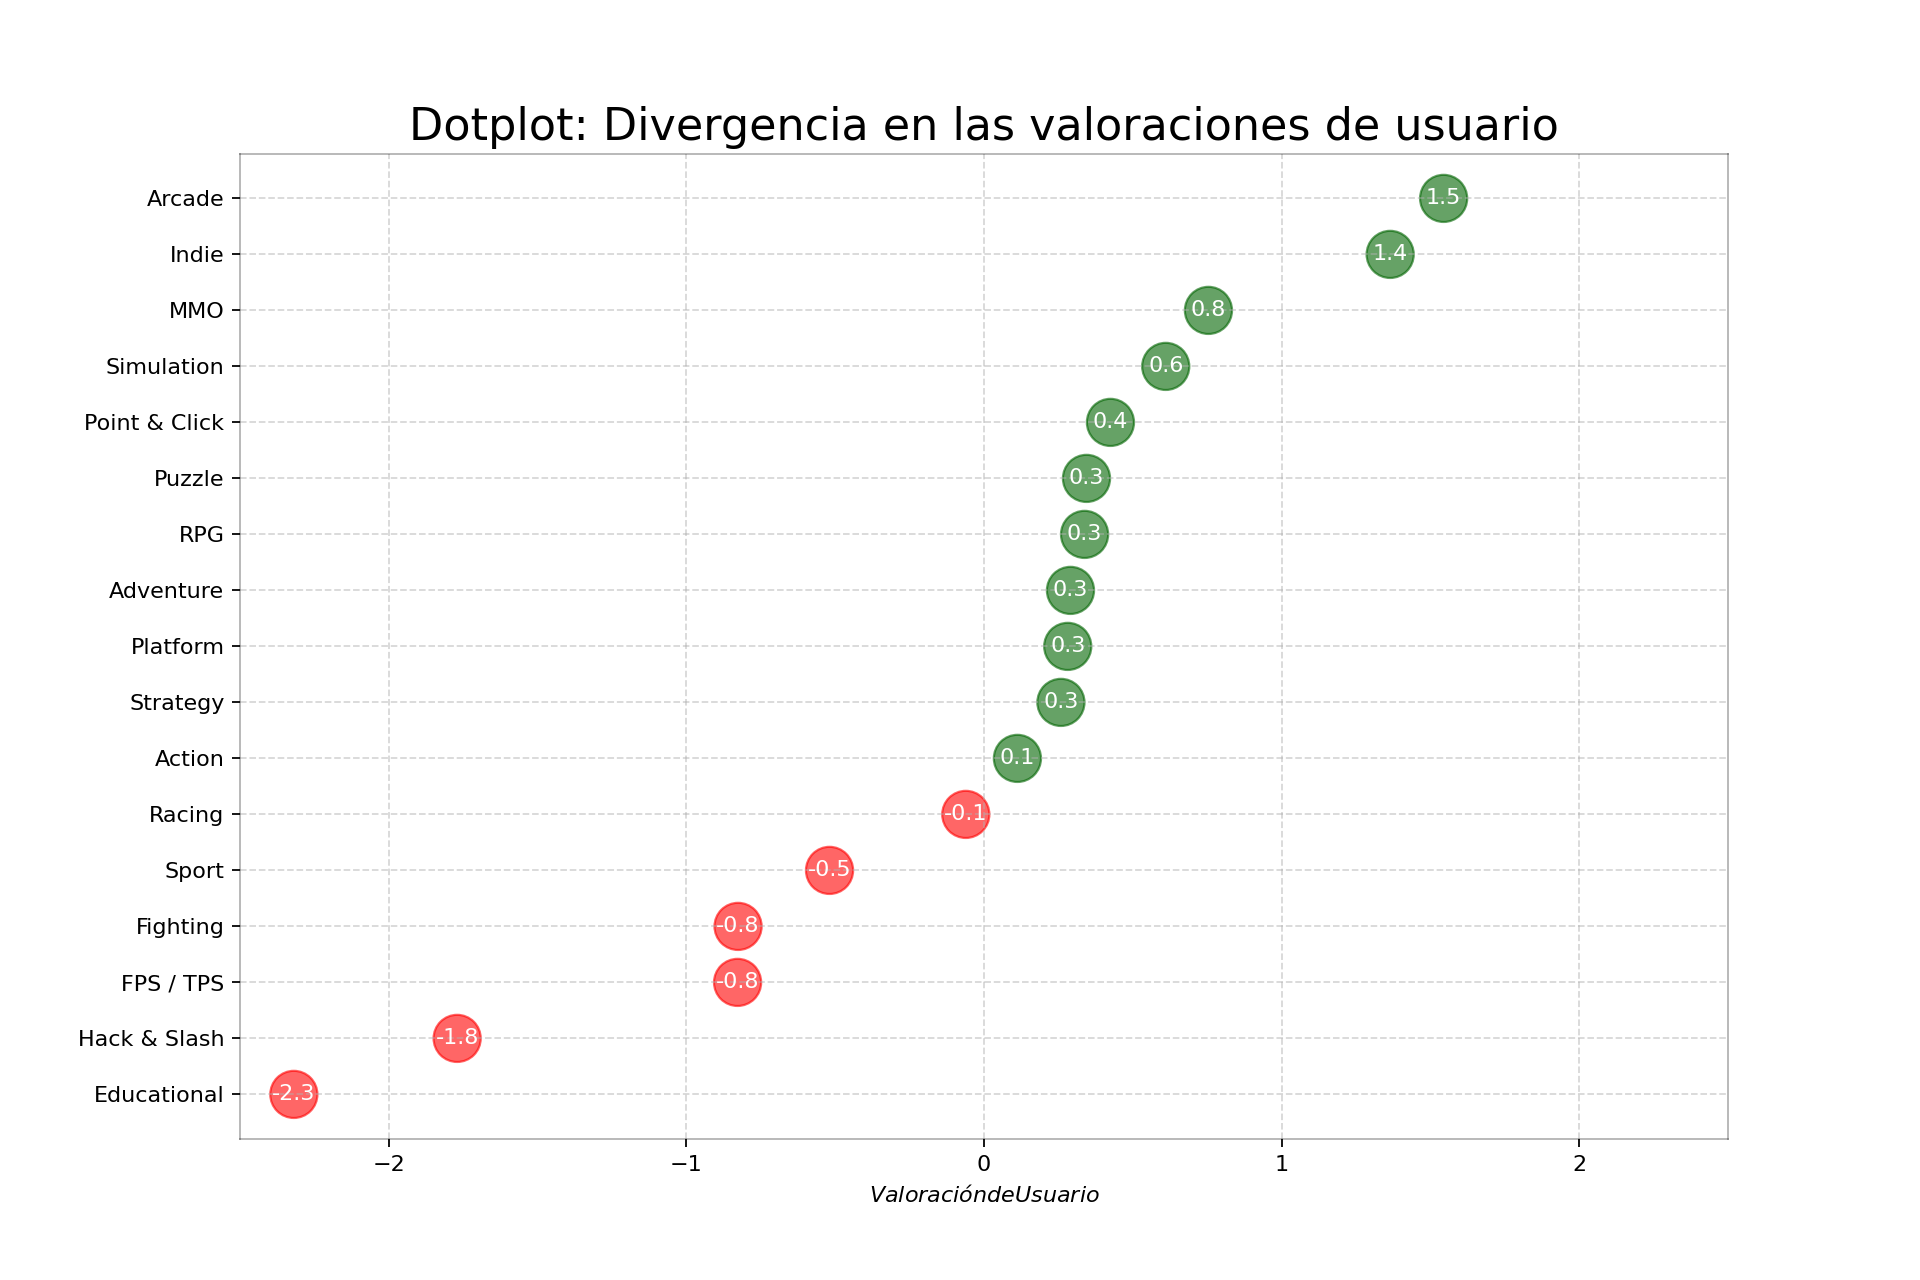 Dotplot: Divergencia en las valoraciones de usuario
Arcade 1.5
Indie 1.4
MMO 0.8
Simulation 0.6
Point & Click 0.4
Puzzle 0.3
RPG 0.3
Adventure 0.3
Platform 0.3
Strategy 0.3
Action 0.1
Racing -0.1
Sport -0.5
Fighting -0.8
FPS / TPS -0.8
Hack & Slash -1.8
Educational -2.3
−2 −1 0 1 2
ValoracióndeUsuario